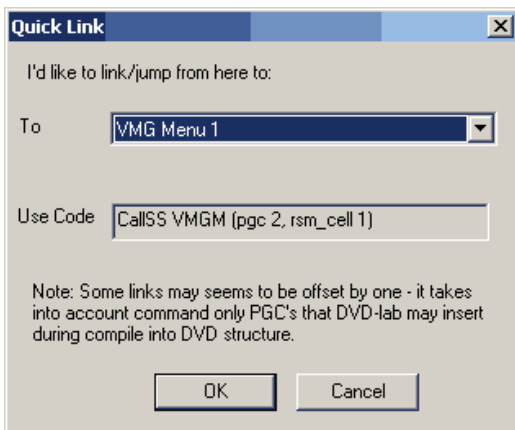 Quick Link
I'd like to link/jump from here to:
To VMG Menu 1
Use Code CallSS VMGM (pgc 2, rsm_cell 1)
Note: Some links may seems to be offset by one - it takes
into account command only PGC's that DVD-lab may insert
during compile into DVD structure.
OK Cancel